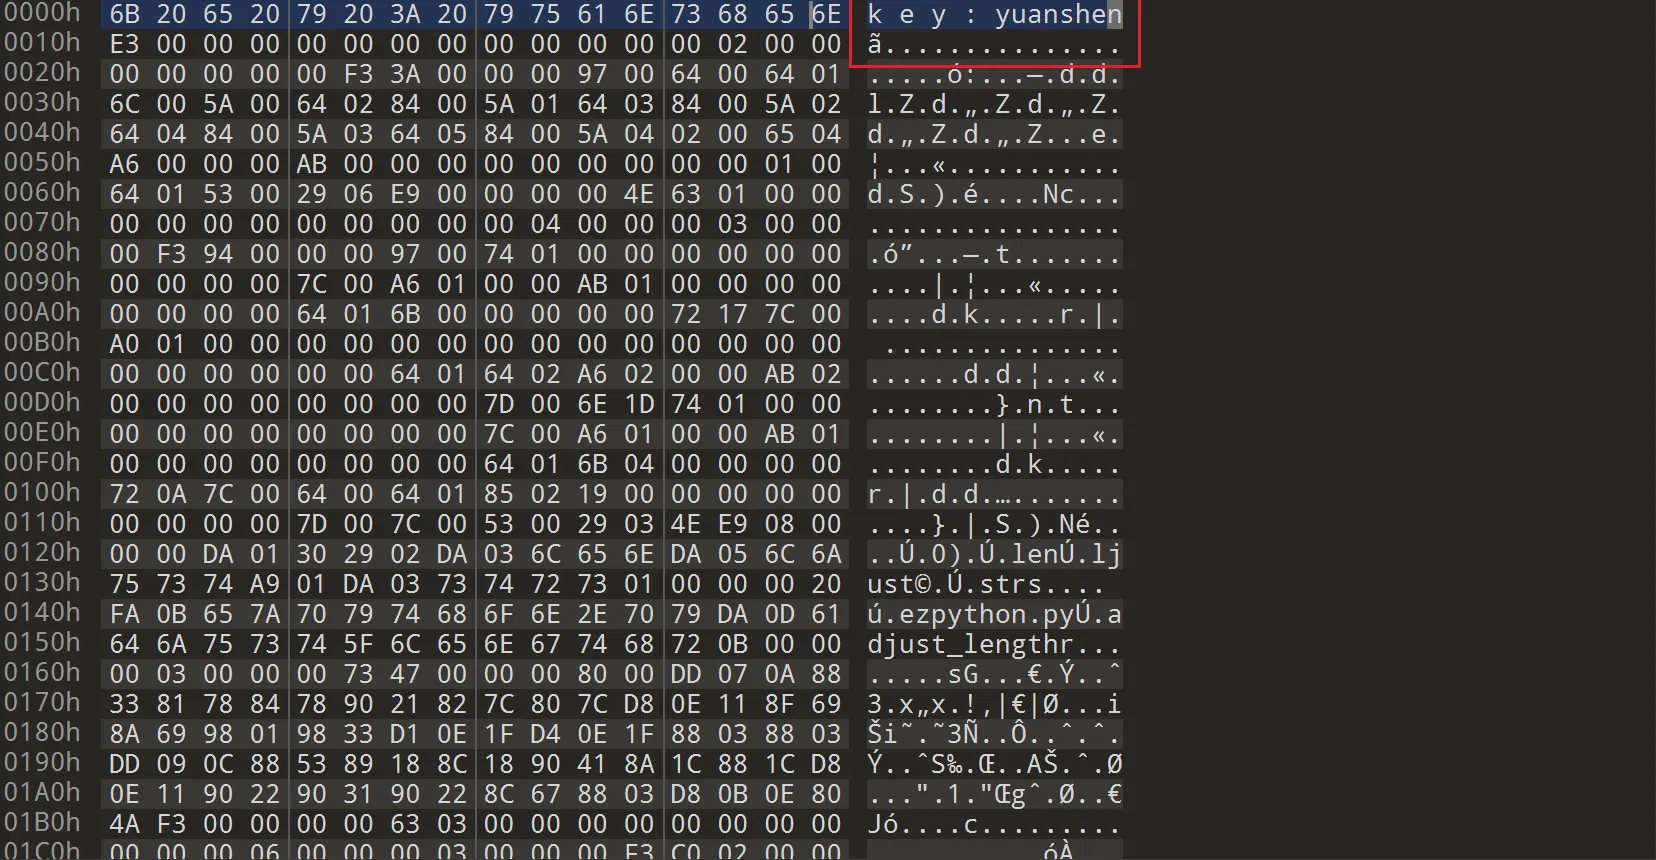 0000h 6B 20 65 20 79 20 3A 20 79 75 61 6E 73 68 65 6E k e y : yuanshen
0010h E3 00 00 00 00 00 00 00 00 00 00 00 00 02 00 00 ã...............
0020h 00 00 00 00 00 F3 3A 00 00 00 97 00 64 00 64 01 .....ó:...—.d.d.
0030h 6C 00 5A 00 64 02 84 00 5A 01 64 03 84 00 5A 02 l.Z.d.„.Z.d.„.Z.
0040h 64 04 84 00 5A 03 64 05 84 00 5A 04 02 00 65 04 d.„.Z.d.„.Z...e.
0050h A6 00 00 00 AB 00 00 00 00 00 00 00 00 00 01 00 ¦...«...........
0060h 64 01 53 00 29 06 E9 00 00 00 00 4E 63 01 00 00 d.S.).é....Nc...
0070h 00 00 00 00 00 00 00 00 00 04 00 00 00 03 00 00 ................
0080h 00 F3 94 00 00 00 97 00 74 01 00 00 00 00 00 00 .ó”...—.t.......
0090h 00 00 00 00 7C 00 A6 01 00 00 AB 01 00 00 00 00 ....|.¦...«.....
00A0h 00 00 00 00 64 01 6B 00 00 00 00 00 72 17 7C 00 ....d.k.....r.|.
00B0h A0 01 00 00 00 00 00 00 00 00 00 00 00 00 00 00 ...............
00C0h 00 00 00 00 00 00 64 01 64 02 A6 02 00 00 AB 02 ......d.d.¦...«.
00D0h 00 00 00 00 00 00 00 00 7D 00 6E 1D 74 01 00 00 ........}.n.t...
00E0h 00 00 00 00 00 00 00 00 7C 00 A6 01 00 00 AB 01 ........|.¦...«.
00F0h 00 00 00 00 00 00 00 00 64 01 6B 04 00 00 00 00 ........d.k.....
0100h 72 0A 7C 00 64 00 64 01 85 02 19 00 00 00 00 00 r.|.d.d.….......
0110h 00 00 00 00 7D 00 7C 00 53 00 29 03 4E E9 08 00 ....}.|.S.).Né..
0120h 00 00 DA 01 30 29 02 DA 03 6C 65 6E DA 05 6C 6A ..Ú.0).Ú.lenÚ.lj
0130h 75 73 74 A9 01 DA 03 73 74 72 73 01 00 00 00 20 ust©.Ú.strs....
0140h FA 0B 65 7A 70 79 74 68 6F 6E 2E 70 79 DA 0D 61 ú.ezpython.pyÚ.a
0150h 64 6A 75 73 74 5F 6C 65 6E 67 74 68 72 0B 00 00 djust_lengthr...
0160h 00 03 00 00 00 73 47 00 00 00 80 00 DD 07 0A 88 .....sG...€.Ý..ˆ
0170h 33 81 78 84 78 90 21 82 7C 80 7C D8 0E 11 8F 69 3.x„x.!‚|€|Ø...i
0180h 8A 69 98 01 98 33 D1 0E 1F D4 0E 1F 88 03 88 03 Ši˜.˜3Ñ..Ô..ˆ.ˆ.
0190h DD 09 0C 88 53 89 18 8C 18 90 41 8A 1C 88 1C D8 Ý..ˆS‰.Œ..AŠ.ˆ.Ø
01A0h 0E 11 90 22 90 31 90 22 8C 67 88 03 D8 0B 0E 80 ...".1."Œgˆ.Ø..€
01B0h 4A F3 00 00 00 00 63 03 00 00 00 00 00 00 00 00 Jó....c.........
01C0h 00 00 00 06 00 00 00 03 00 00 00 F3 C0 02 00 00 ...........óÀ...